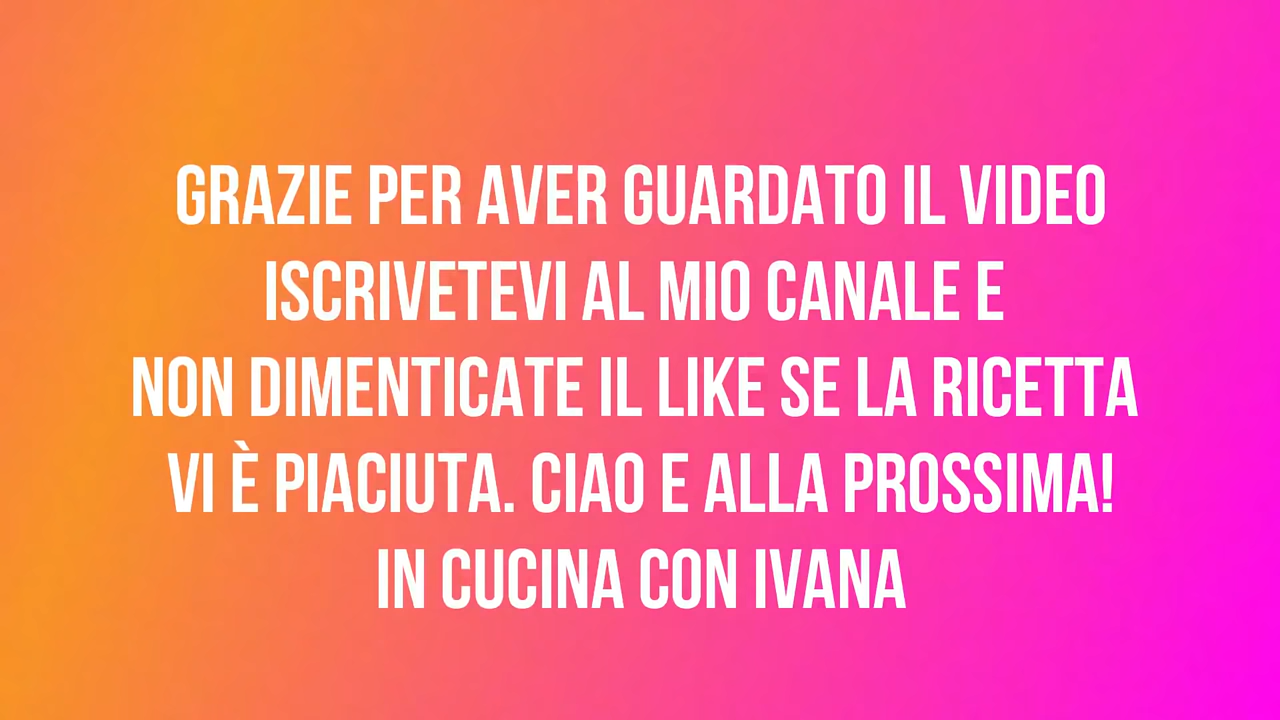 GRAZIE PER AVER GUARDATO IL VIDEO
ISCRIVETEVI AL MIO CANALE E
NON DIMENTICATE IL LIKE SE LA RICETTA
VI È PIACIUTA. CIAO E ALLA PROSSIMA!
IN CUCINA CON IVANA